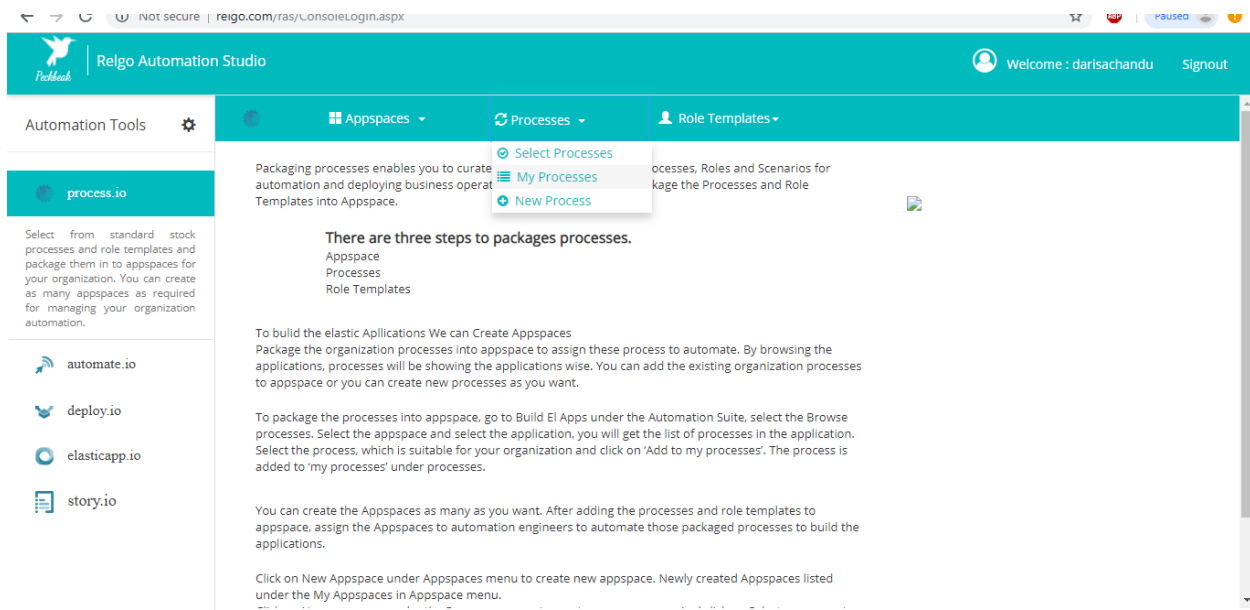 Not secure | relgo.com/ras/ConsoleLogin.aspx
ABP
Paused
Peckbeak
Relgo Automation Studio
Welcome : darisachandu
Signout
Automation Tools
Appspaces
Processes
Role Templates
Select Processes
My Processes
New Process
process.io
Select from standard stock
processes and role templates and
package them in to appspaces for
your organization. You can create
as many appspaces as required
for managing your organization
automation.
automate.io
deploy.io
elasticapp.io
story.io
Packaging processes enables you to curate ocesses, Roles and Scenarios for
automation and deploying business operat kage the Processes and Role
Templates into Appspace.
There are three steps to packages processes.
Appspace
Processes
Role Templates
To bulid the elastic Apllications We can Create Appspaces
Package the organization processes into appspace to assign these process to automate. By browsing the
applications, processes will be showing the applications wise. You can add the existing organization processes
to appspace or you can create new processes as you want.
To package the processes into appspace, go to Build El Apps under the Automation Suite, select the Browse
processes. Select the appspace and select the application, you will get the list of processes in the application.
Select the process, which is suitable for your organization and click on ‘Add to my processes’. The process is
added to ‘my processes’ under processes.
You can create the Appspaces as many as you want. After adding the processes and role templates to
appspace, assign the Appspaces to automation engineers to automate those packaged processes to build the
applications.
Click on New Appspace under Appspaces menu to create new appspace. Newly created Appspaces listed
under the My Appspaces in Appspace menu.